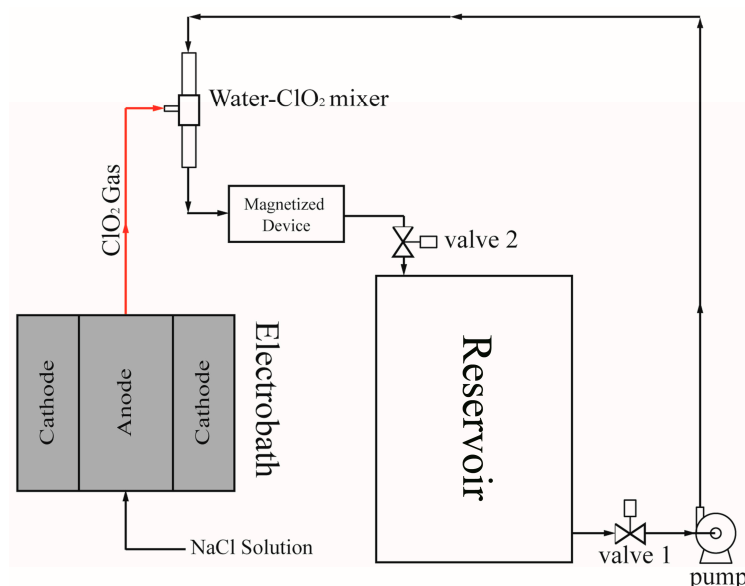 Water-ClO₂ mixer
ClO₂ Gas
Magnetized
Device
valve 2
Cathode
Anode
Cathode
Electrobath
Reservoir
NaCl Solution
valve 1
pump